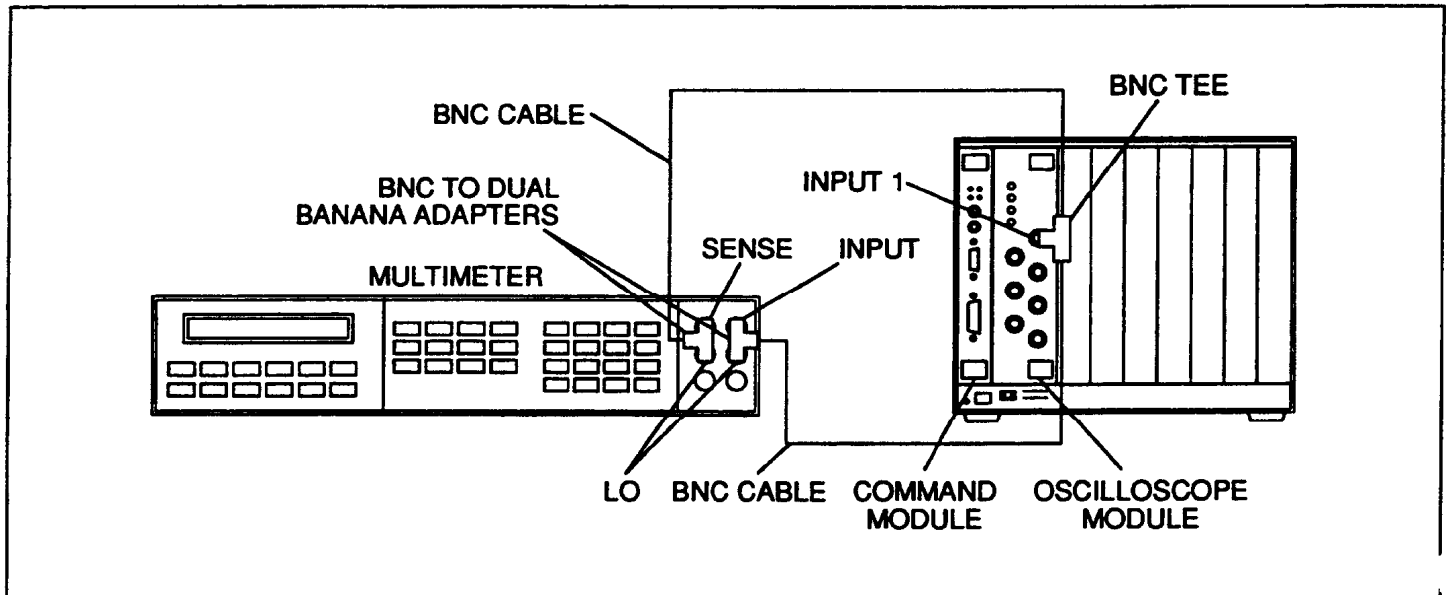 BNC TEE
BNC CABLE
BNC TO DUAL
BANANA ADAPTERS
INPUT 1
SENSE
INPUT
MULTIMETER
LO
BNC CABLE
COMMAND
MODULE
OSCILLOSCOPE
MODULE